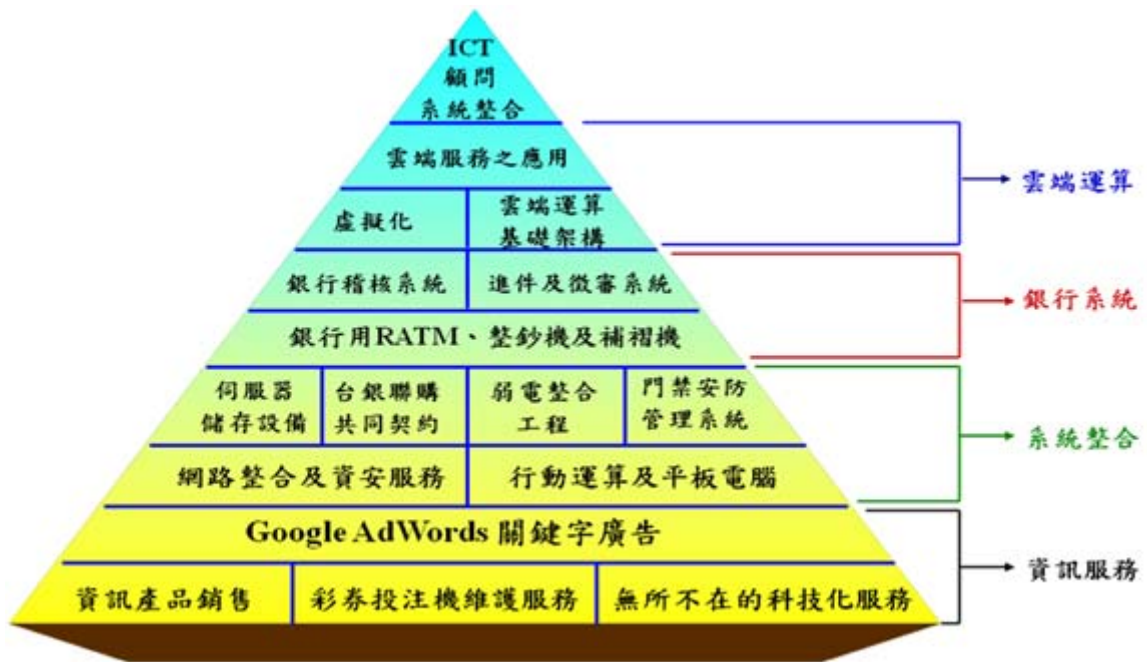 ICT
顧問
系統整合
雲端服務之應用
虛擬化
雲端運算
基礎架構
銀行稽核系統
進件及徵審系統
銀行用RATM、整鈔機及補褶機
伺服器
儲存設備
台銀聯購
共同契約
弱電整合
工程
門禁安防
管理系統
網路整合及資安服務
行動運算及平板電腦
Google AdWords 關鍵字廣告
資訊產品銷售
彩券投注機維護服務
無所不在的科技化服務
雲端運算
銀行系統
系統整合
資訊服務